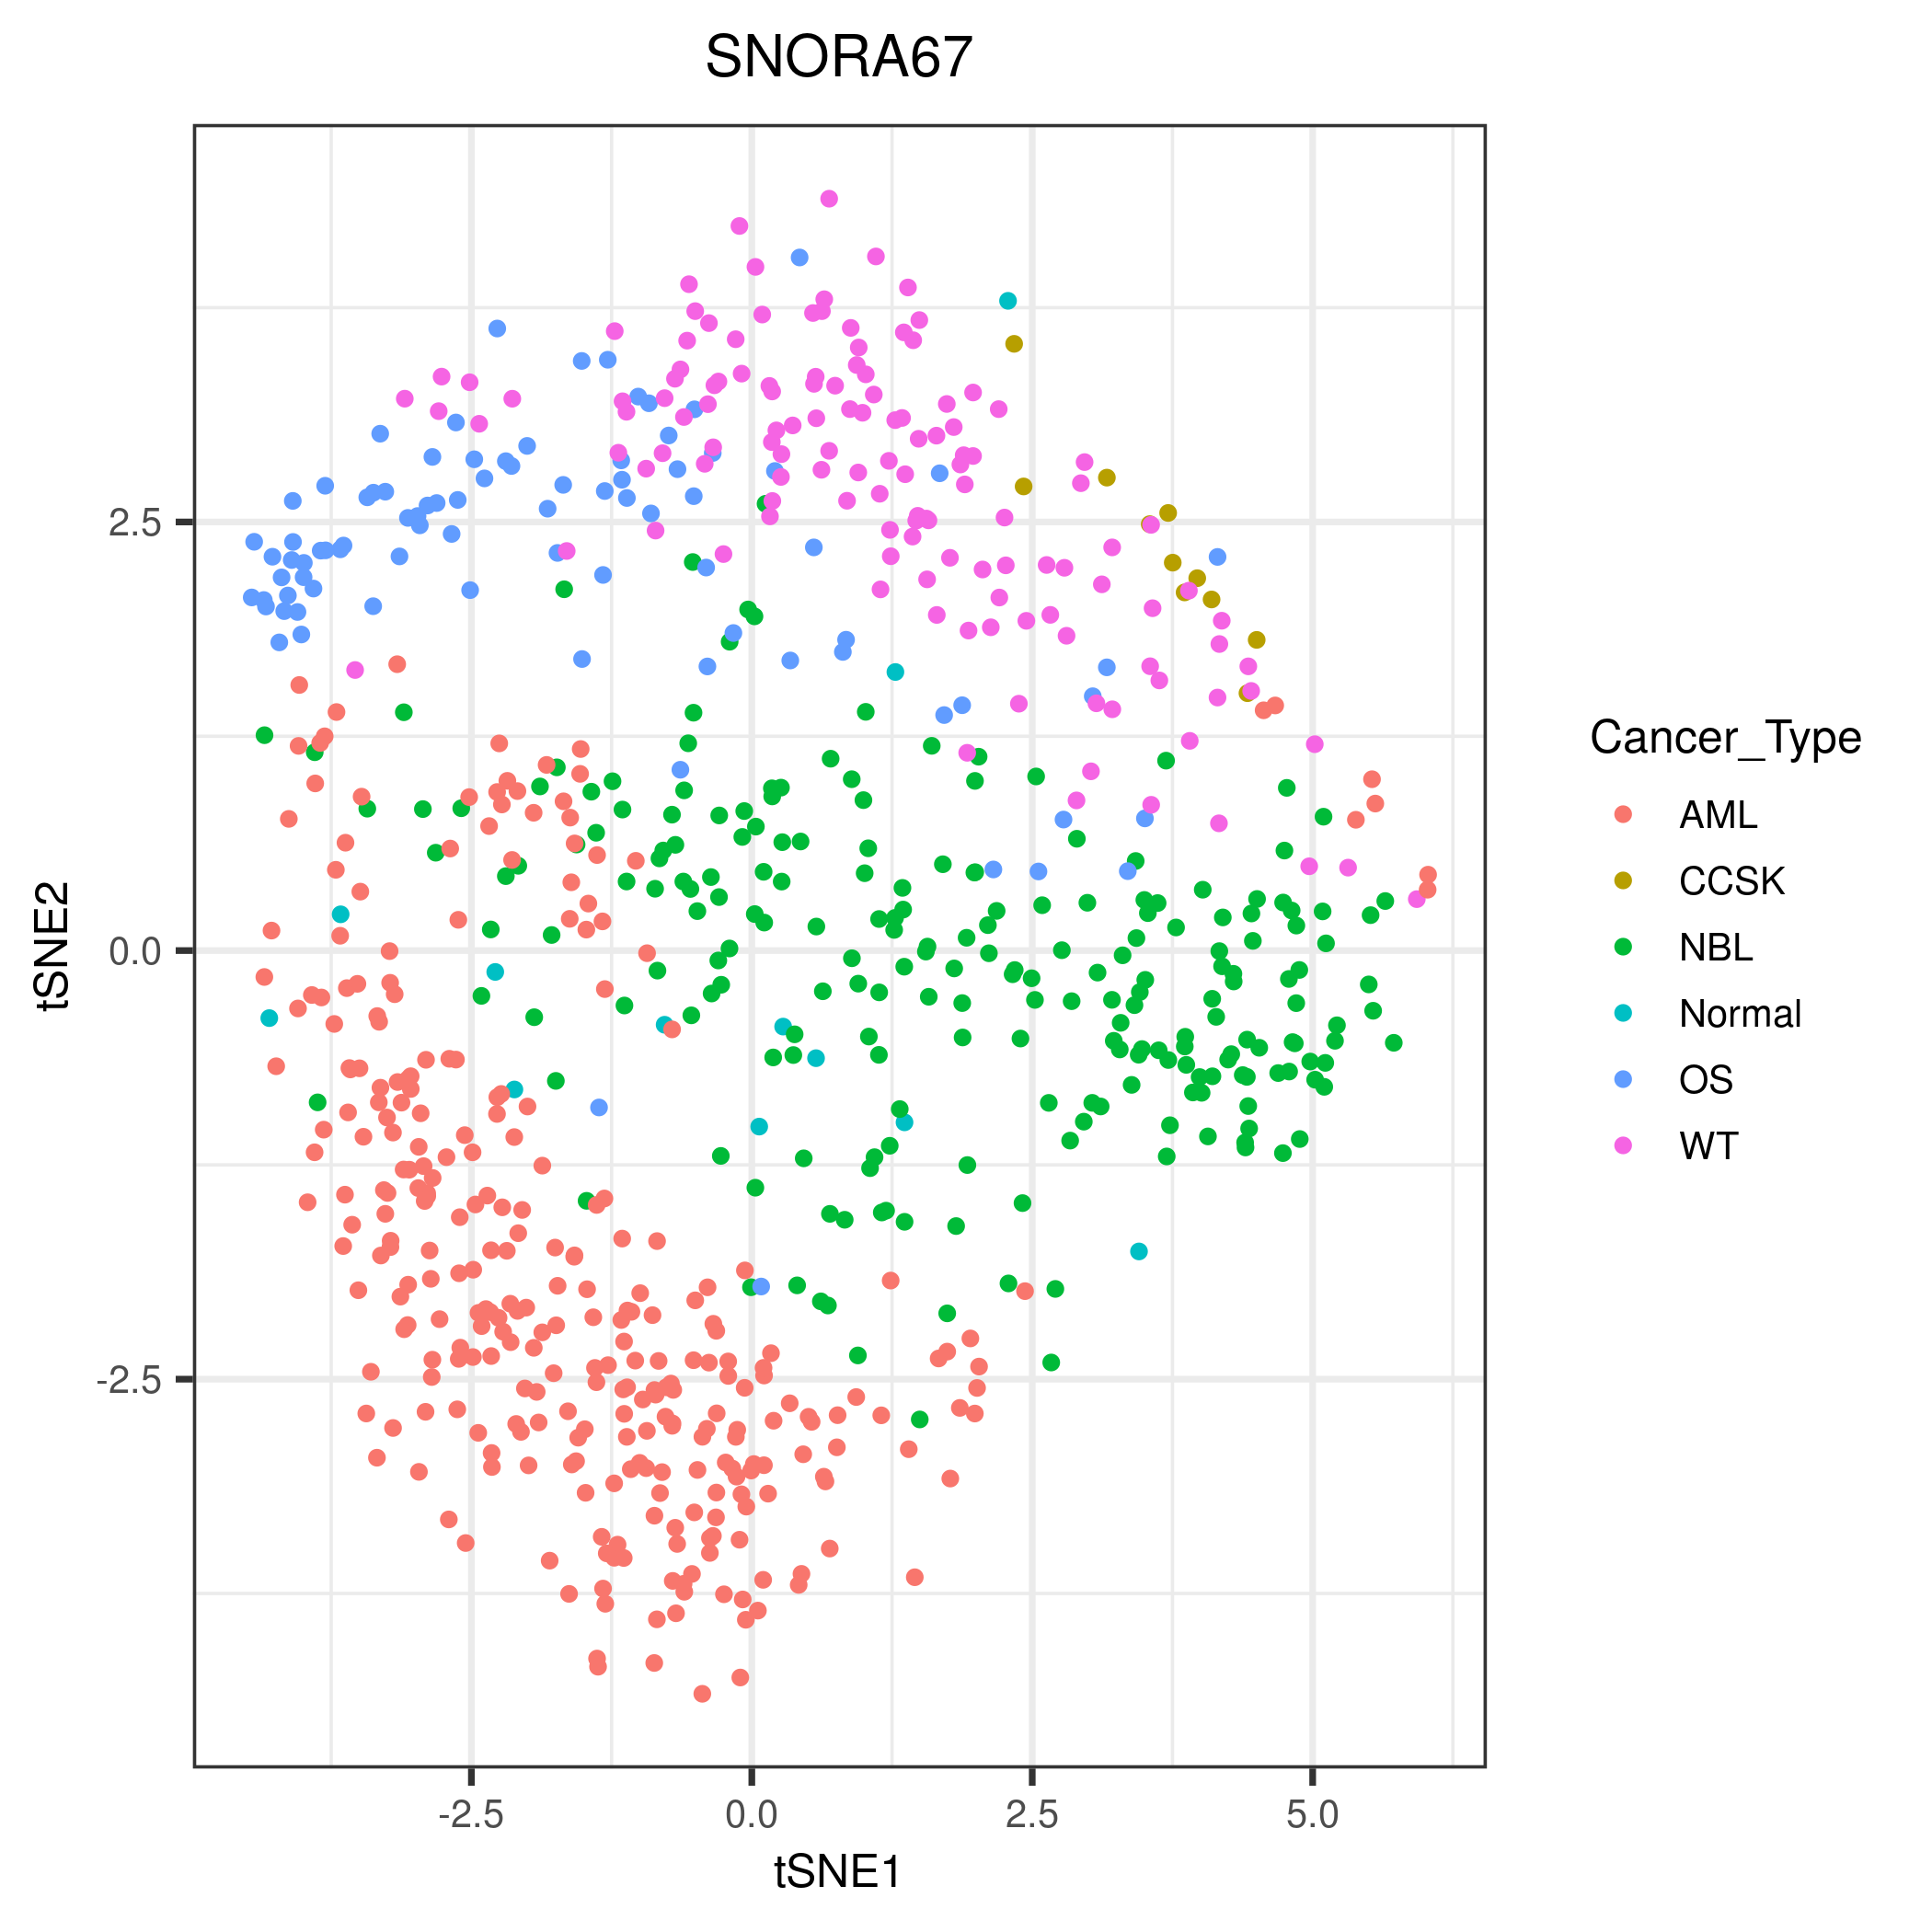 SNORA67
tSNE2
2.5
0.0
-2.5
-2.5
0.0
2.5
5.0
tSNE1
Cancer_Type
AML
CCSK
NBL
Normal
OS
WT